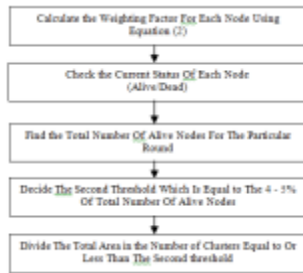 Calculate the Weighting Factor For Each Node Using
Equation (2)
Check the Current Status Of Each Node
(Alive/Dead)
Find the Total Number Of Alive Nodes For The Particular
Round
Decide The Second Threshold Which Is Equal to The 4 - 5%
Of Total Number Of Alive Nodes
Divide The Total Area in the Number of Clusters Equal to Or
Less Than The Second threshold